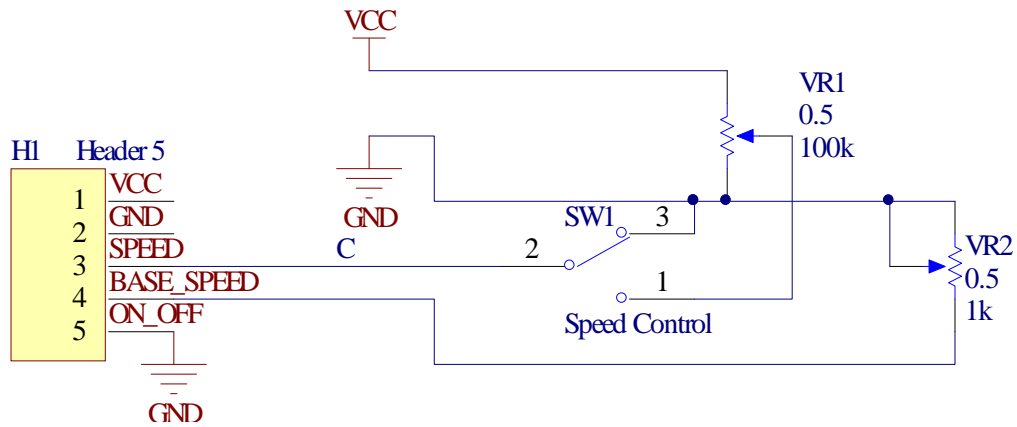 VCC
VR1
0.5
100k
H1 Header 5
VCC
1
GND
2
SPEED
3
BASE_SPEED
4
ON_OFF
5
GND
GND
C
SW1
3
2
1
Speed Control
VR2
0.5
1k